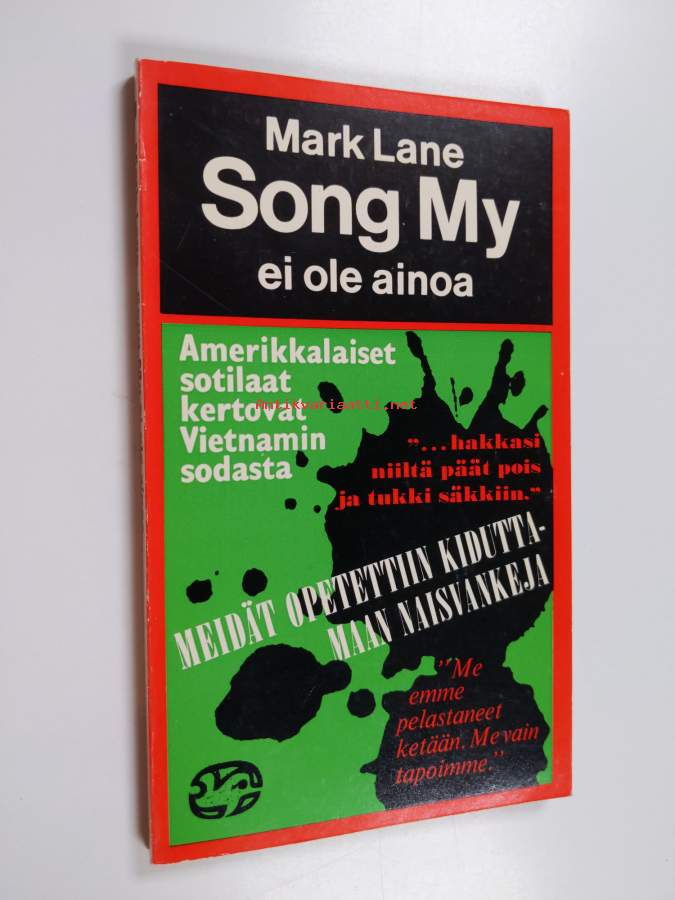 Mark Lane
Song My
ei ole ainoa
Amerikkalaiset
sotilaat
kertovat
Vietnamin
sodasta
Antikvariaatti.net
"...hakkasi
niiltä päät pois
ja tukki säkkiin."
MEIDÄT OPETETTIIN KIDUTTA-
MAAN NAISVANKEJA
"Me
emme
pelastaneet
ketään. Me vain
tapoimme."